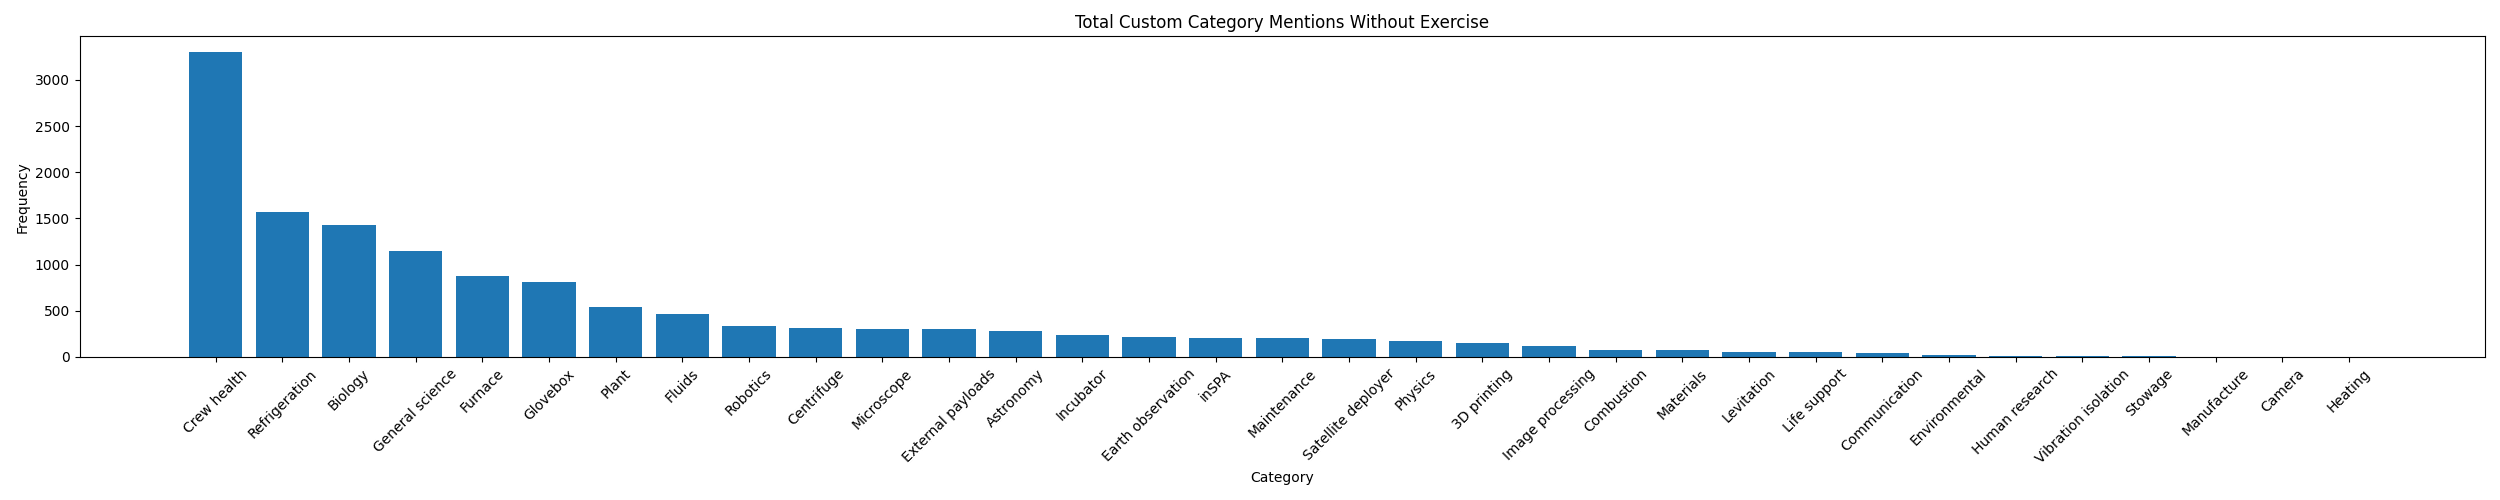 Total Custom Category Mentions Without Exercise
Frequency
3000
2500
2000
1500
1000
500
0
Crew health
Refrigeration
Biology
General science
Furnace
Glovebox
Plant
Fluids
Robotics
Centrifuge
Microscope
External payloads
Astronomy
Incubator
Earth observation
inSPA
Maintenance
Satellite deployer
Physics
3D printing
Image processing
Combustion
Materials
Levitation
Life support
Communication
Environmental
Human research
Vibration isolation
Stowage
Manufacture
Camera
Heating
Category